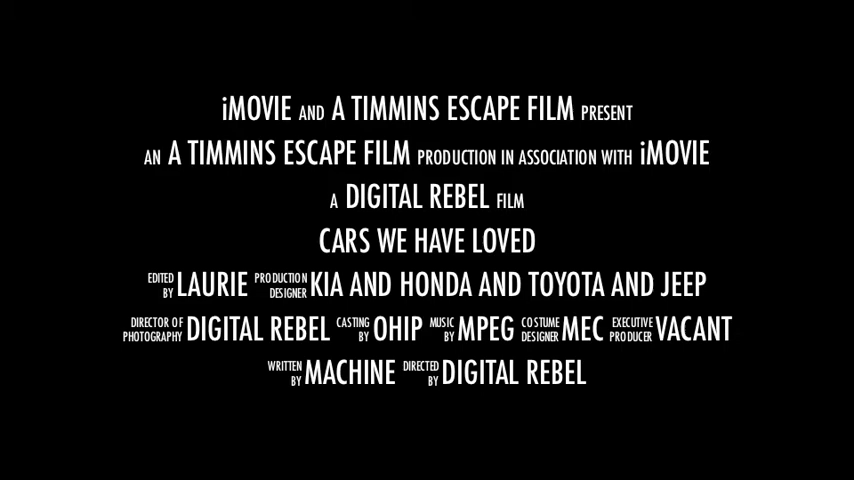 iMOVIE AND A TIMMINS ESCAPE FILM PRESENT
AN A TIMMINS ESCAPE FILM PRODUCTION IN ASSOCIATION WITH iMOVIE
A DIGITAL REBEL FILM
CARS WE HAVE LOVED
EDITED BY LAURIE PRODUCTION DESIGNER KIA AND HONDA AND TOYOTA AND JEEP
DIRECTOR OF PHOTOGRAPHY DIGITAL REBEL CASTING BY OHIP MUSIC BY MPEG COSTUME DESIGNER MEC EXECUTIVE PRODUCER VACANT
WRITTEN BY MACHINE DIRECTED BY DIGITAL REBEL